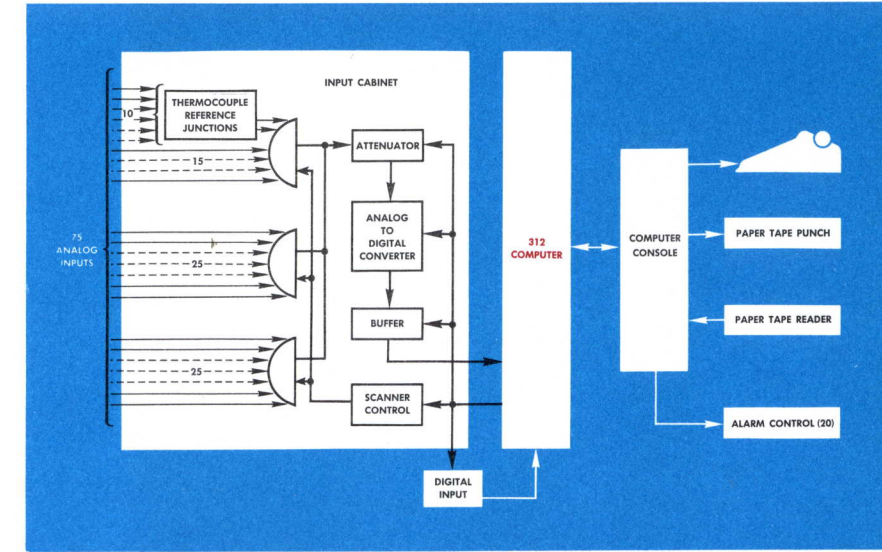 INPUT CABINET
THERMOCOUPLE
REFERENCE
JUNCTIONS
10
15
ATTENUATOR
75
ANALOG
INPUTS
25
ANALOG
TO
DIGITAL
CONVERTER
312
COMPUTER
COMPUTER
CONSOLE
PAPER TAPE PUNCH
BUFFER
PAPER TAPE READER
25
SCANNER
CONTROL
ALARM CONTROL (20)
DIGITAL
INPUT